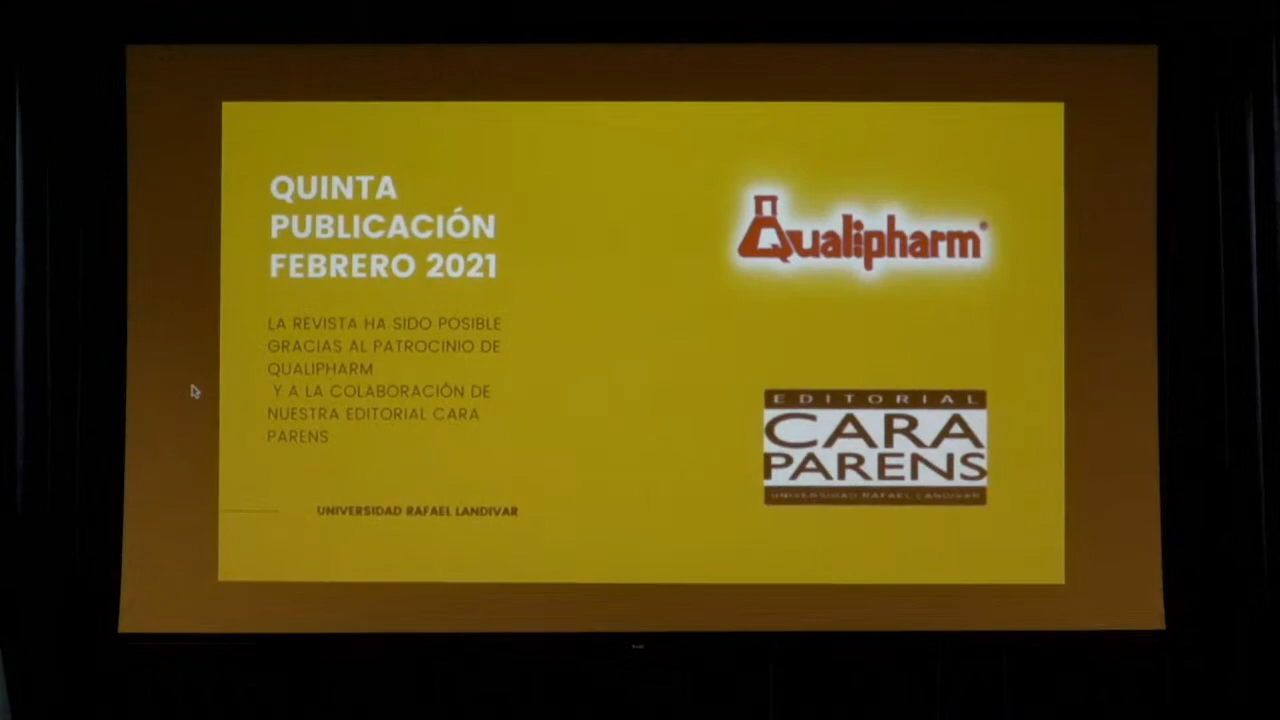 QUINTA
PUBLICACIÓN
FEBRERO 2021
LA REVISTA HA SIDO POSIBLE
GRACIAS AL PATROCINIO DE
QUALIPHARM
Y A LA COLABORACIÓN DE
NUESTRA EDITORIAL CARA
PARENS
UNIVERSIDAD RAFAEL LANDIVAR
Qualipharm
EDITORIAL
CARA
PARENS
UNIVERSIDAD RAFAEL LANDIVAR